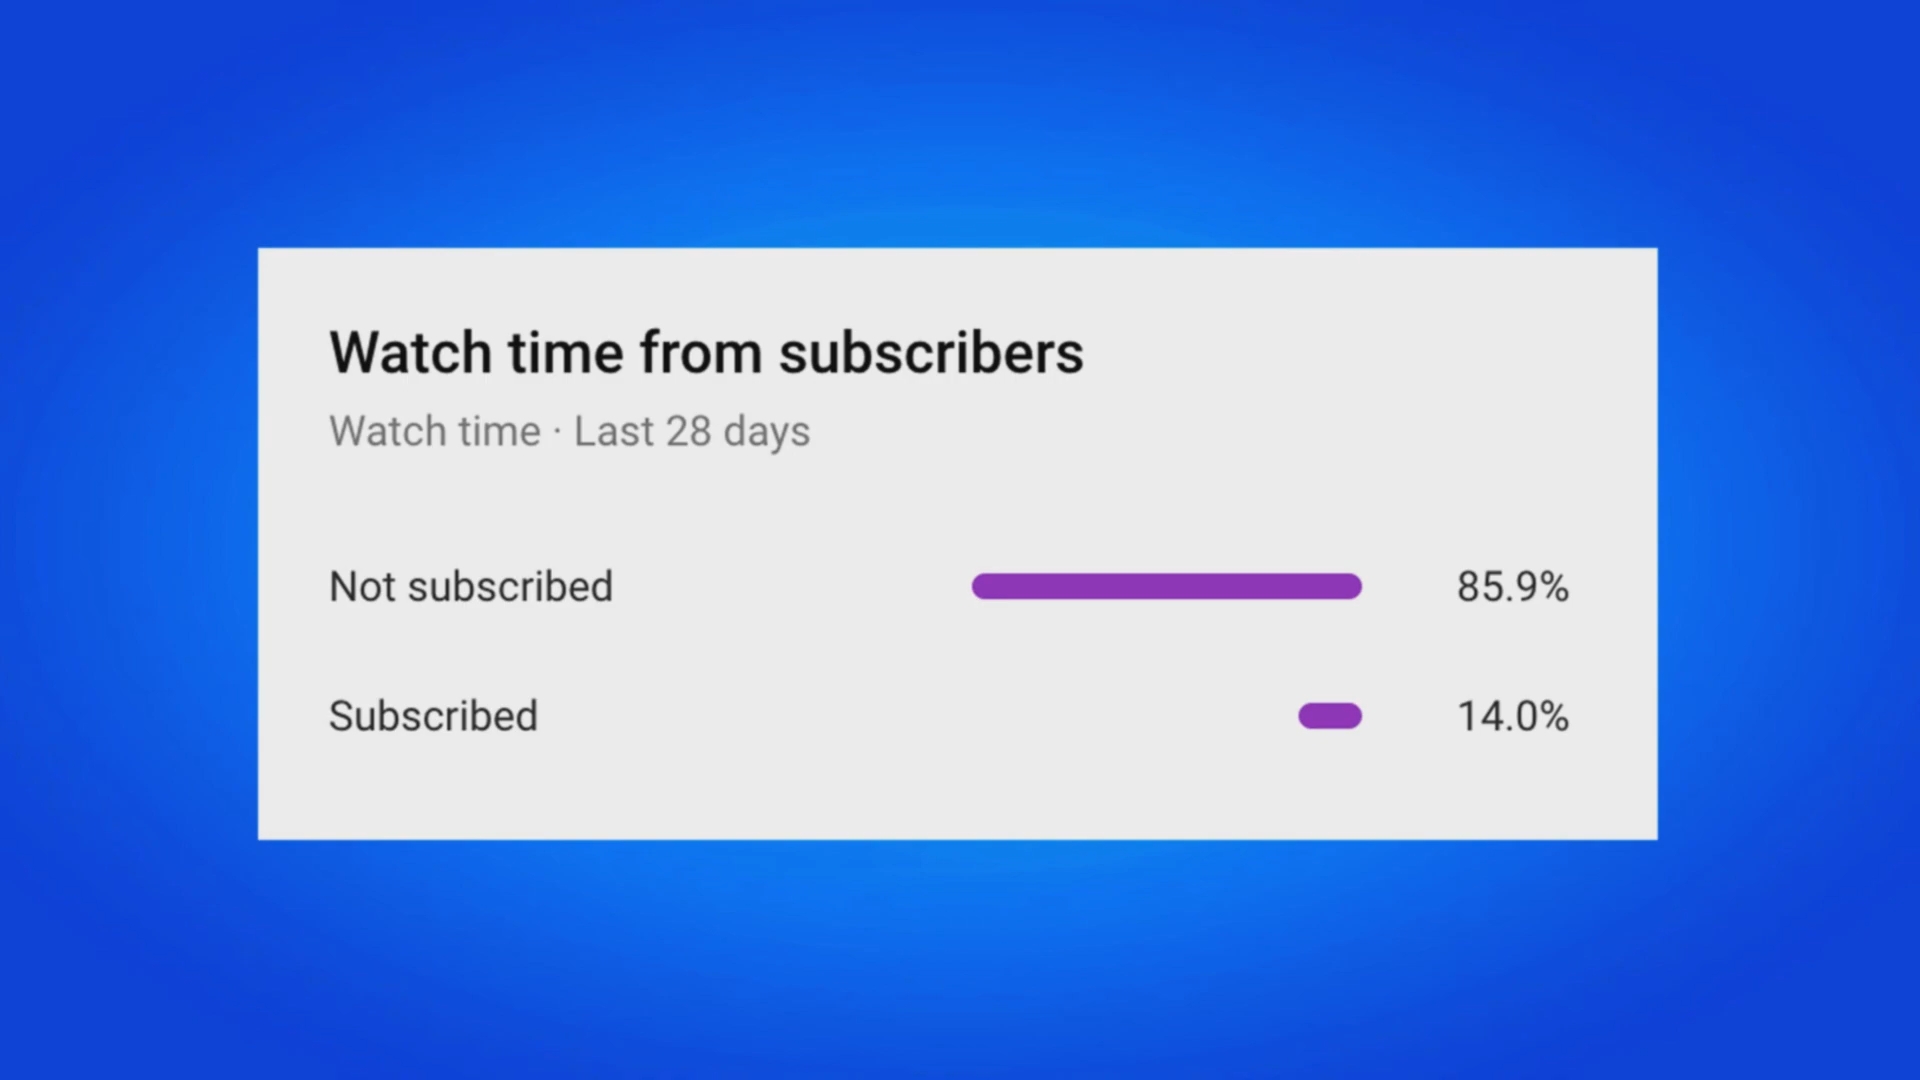 Watch time from subscribers
Watch time · Last 28 days
Not subscribed 85.9%
Subscribed 14.0%